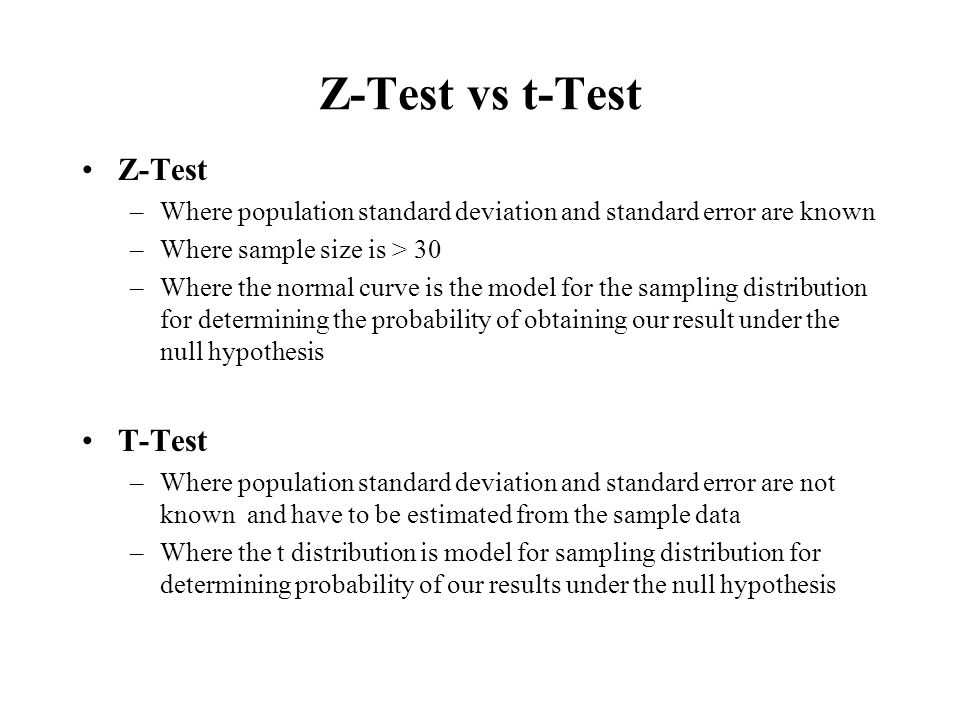 Z-Test vs t-Test
• Z-Test
– Where population standard deviation and standard error are known
– Where sample size is > 30
– Where the normal curve is the model for the sampling distribution
for determining the probability of obtaining our result under the
null hypothesis
• T-Test
– Where population standard deviation and standard error are not
known and have to be estimated from the sample data
– Where the t distribution is model for sampling distribution for
determining probability of our results under the null hypothesis